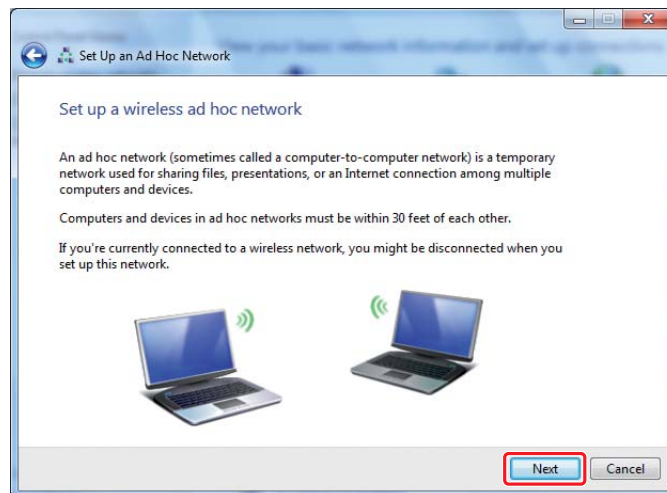 Set Up an Ad Hoc Network
Set up a wireless ad hoc network
An ad hoc network (sometimes called a computer-to-computer network) is a temporary
network used for sharing files, presentations, or an Internet connection among multiple
computers and devices.
Computers and devices in ad hoc networks must be within 30 feet of each other.
If you're currently connected to a wireless network, you might be disconnected when you
set up this network.
Next Cancel